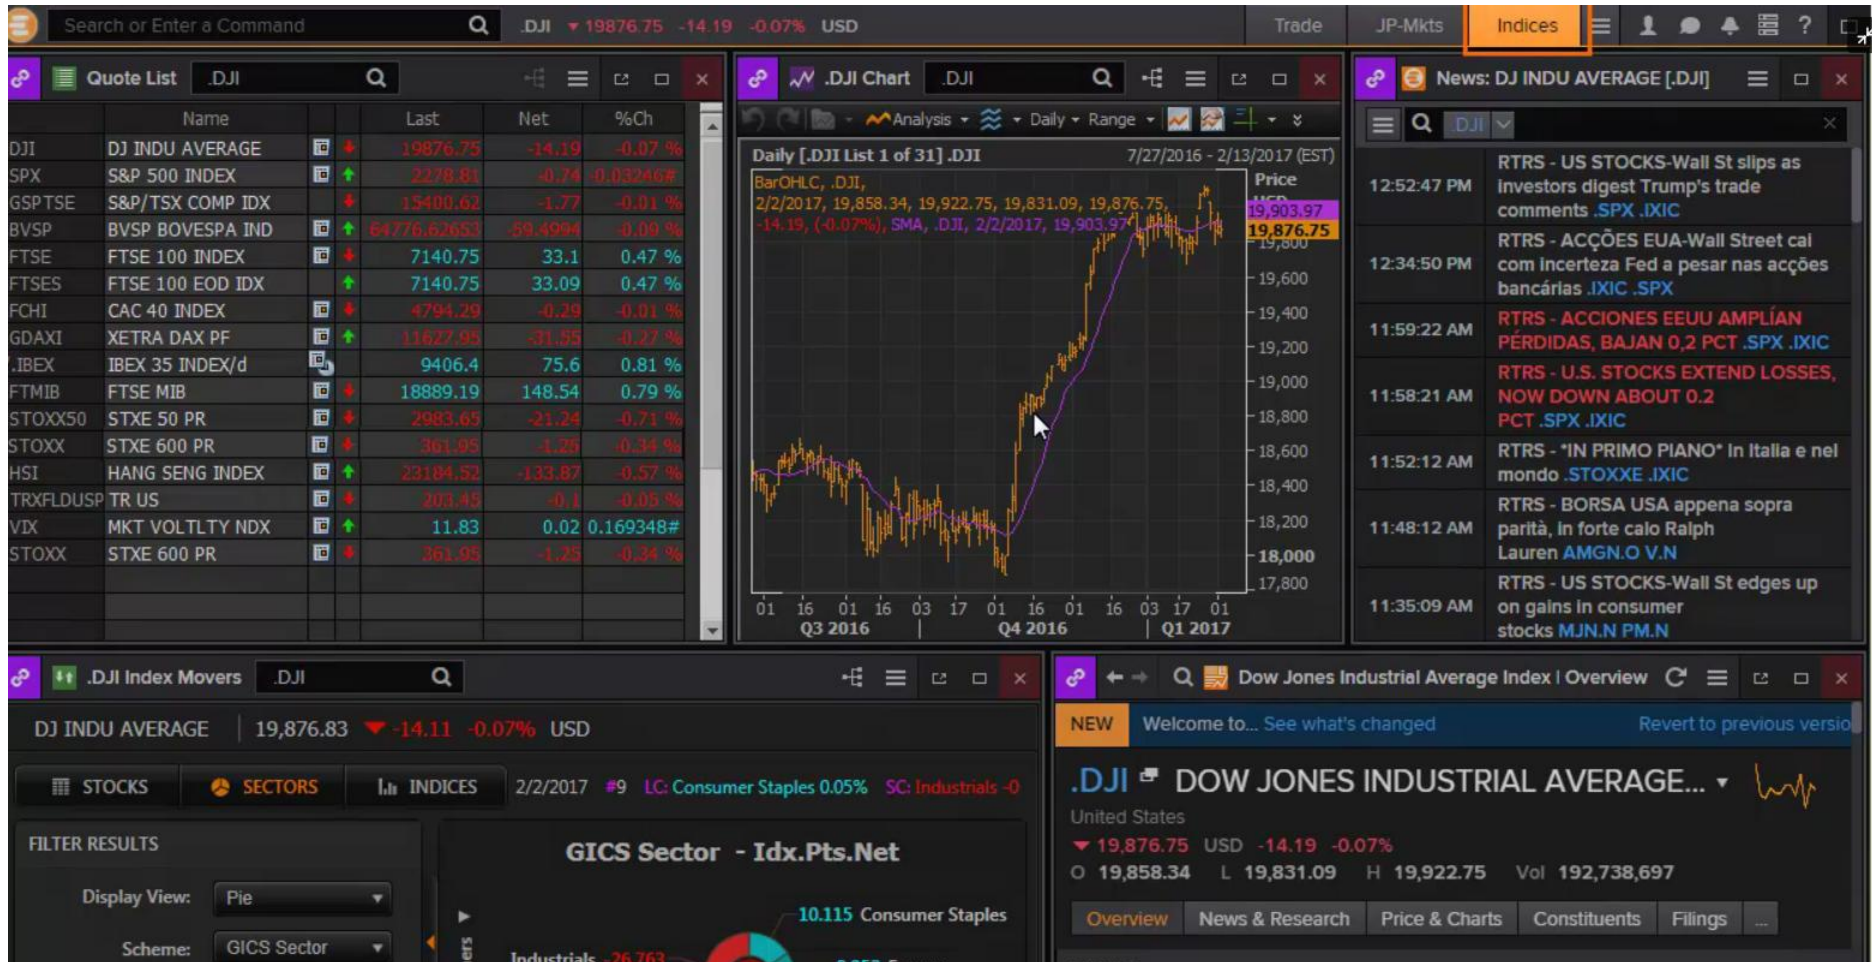 Search or Enter a Command
.DJI 19876.75 -14.19 -0.07% USD
Trade JP-Mkts Indices ?
Quote List .DJI
Name Last Net %Ch
DJI DJ INDU AVERAGE 19876.75 -14.19 -0.07 %
SPX S&P 500 INDEX 2278.81 -0.74 -0.03246#
GSPTSE S&P/TSX COMP IDX 15400.62 -1.77 -0.01 %
BVSP BVSP BOVESPA IND 64776.62653 -59.4994 -0.09 %
FTSE FTSE 100 INDEX 7140.75 33.1 0.47 %
FTSES FTSE 100 EOD IDX 7140.75 33.09 0.47 %
FCHI CAC 40 INDEX 4794.29 -0.29 -0.01 %
GDAXI XETRA DAX PF 11627.95 -31.55 -0.27 %
.IBEX IBEX 35 INDEX/d 9406.4 75.6 0.81 %
FTMIB FTSE MIB 18889.19 148.54 0.79 %
STOXX50 STXE 50 PR 2983.65 -21.24 -0.71 %
STOXX STXE 600 PR 361.95 -1.25 -0.34 %
HSI HANG SENG INDEX 23184.52 -133.87 -0.57 %
TRXFLDUSP TR US 203.45 -0.1 -0.05 %
VIX MKT VOLTLTY NDX 11.83 0.02 0.169348#
STOXX STXE 600 PR 361.95 -1.25 -0.34 %
.DJI Chart .DJI
Analysis Daily Range
Daily [.DJI List 1 of 31] .DJI 7/27/2016 - 2/13/2017 (EST)
BarOHLC, .DJI, Price
2/2/2017, 19,858.34, 19,922.75, 19,831.09, 19,876.75,
-14.19, (-0.07%), SMA, .DJI, 2/2/2017, 19,903.97
19,903.97
19,876.75
19,800
19,600
19,400
19,200
19,000
18,800
18,600
18,400
18,200
18,000
17,800
01 16 01 16 03 17 01 16 01 16 03 17 01
Q3 2016 Q4 2016 Q1 2017
News: DJ INDU AVERAGE [.DJI]
.DJI
12:52:47 PM
RTRS - US STOCKS-Wall St slips as
investors digest Trump's trade
comments .SPX .IXIC
12:34:50 PM
RTRS - ACÇÕES EUA-Wall Street cai
com incerteza Fed a pesar nas acções
bancárias .IXIC .SPX
11:59:22 AM
RTRS - ACCIONES EEUU AMPLÍAN
PÉRDIDAS, BAJAN 0,2 PCT .SPX .IXIC
11:58:21 AM
RTRS - U.S. STOCKS EXTEND LOSSES,
NOW DOWN ABOUT 0.2
PCT .SPX .IXIC
11:52:12 AM
RTRS - *IN PRIMO PIANO* In Italia e nel
mondo .STOXXE .IXIC
11:48:12 AM
RTRS - BORSA USA appena sopra
parità, in forte calo Ralph
Lauren AMGN.O V.N
11:35:09 AM
RTRS - US STOCKS-Wall St edges up
on gains in consumer
stocks MJN.N PM.N
.DJI Index Movers .DJI
DJ INDU AVERAGE 19,876.83 -14.11 -0.07% USD
STOCKS SECTORS INDICES 2/2/2017 #9 LC: Consumer Staples 0.05% SC: Industrials -0
FILTER RESULTS
Display View: Pie
Scheme: GICS Sector
GICS Sector - Idx.Pts.Net
10.115 Consumer Staples
Industrials -26.763
Dow Jones Industrial Average Index | Overview
NEW Welcome to... See what's changed Revert to previous versio
.DJI DOW JONES INDUSTRIAL AVERAGE...
United States
19,876.75 USD -14.19 -0.07%
O 19,858.34 L 19,831.09 H 19,922.75 Vol 192,738,697
Overview News & Research Price & Charts Constituents Filings ...